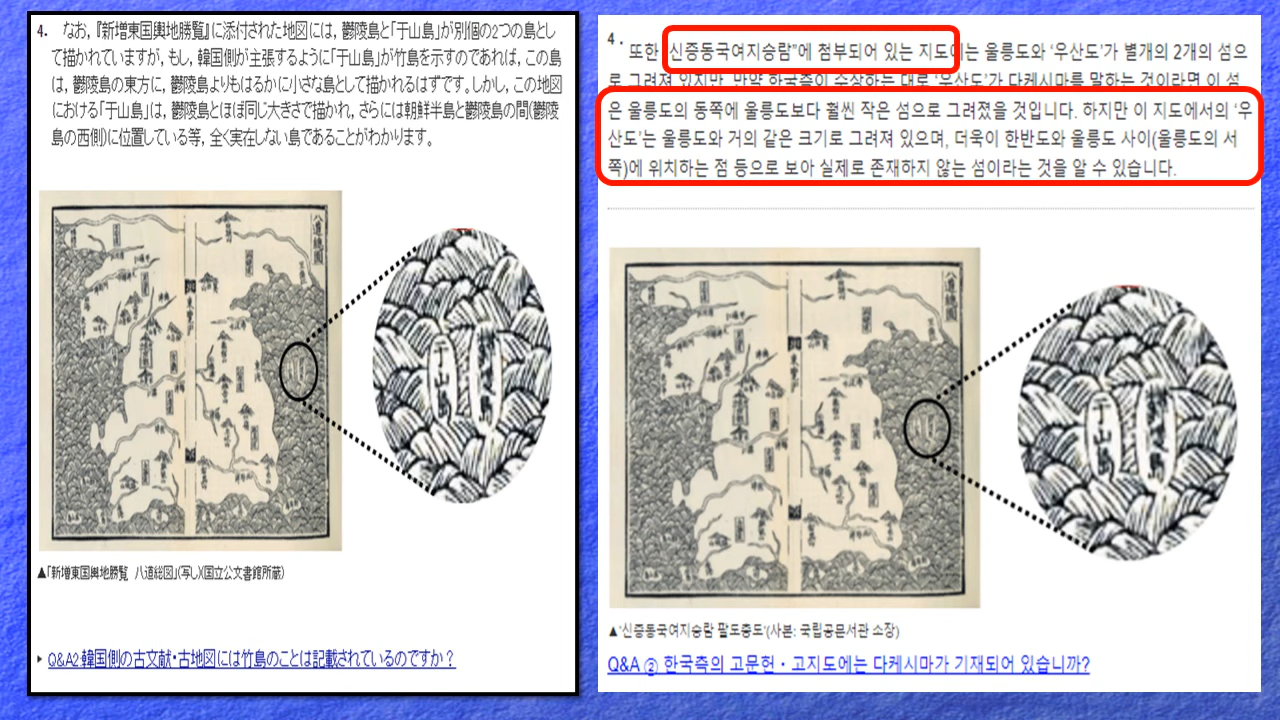 4. なお,『新増東国輿地勝覧』に添付された地図には, 鬱陵島と「于山島」が別個の2つの島とし
て描かれていますが, もし, 韓国側が主張するように「于山島」が竹島を示すのであれば, この島
は, 鬱陵島の東方に, 鬱陵島よりもはるかに小さな島として描かれるはずです。しかし, この地図
における「于山島」は, 鬱陵島とほぼ同じ大きさで描かれ, さらには朝鮮半島と鬱陵島の間(鬱陵
島の西側)に位置している等, 全く実在しない島であることがわかります。
八道總圖
于山島
▲「新増東国輿地勝覧 八道総図」(写し)(国立公文書館所蔵)
Q&A2 韓国側の古文献・古地図には竹島のことは記載されているのですか?
4. 또한 "신증동국여지승람"에 첨부되어 있는 지도에는 울릉도와 '우산도'가 별개의 2개의 섬으
로 그려져 있지만, 만약 한국측이 주장하는 대로 '우산도'가 다케시마를 말하는 것이라면 이 섬
은 울릉도의 동쪽에 울릉도보다 훨씬 작은 섬으로 그려졌을 것입니다. 하지만 이 지도에서의 '우
산도'는 울릉도와 거의 같은 크기로 그려져 있으며, 더욱이 한반도와 울릉도 사이(울릉도의 서
쪽)에 위치하는 점 등으로 보아 실제로 존재하지 않는 섬이라는 것을 알 수 있습니다.
八道總圖
于山島
▲'신증동국여지승람 팔도총도'(사본: 국립공문서관 소장)
Q&A ② 한국측의 고문헌・고지도에는 다케시마가 기재되어 있습니까?